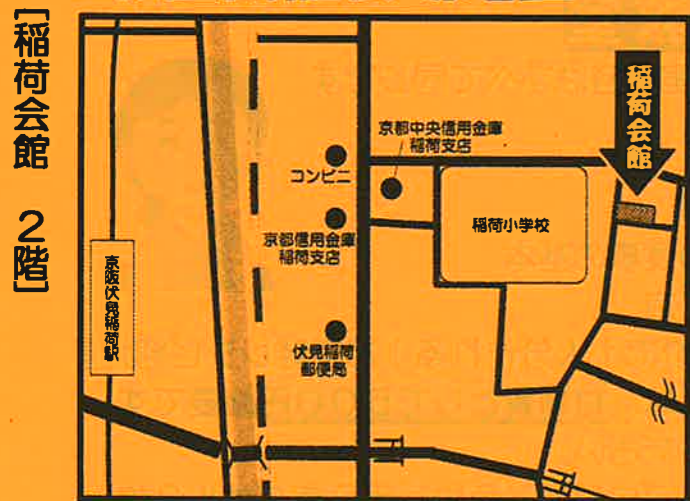 [稲荷会館 2階]
稲荷会館
京都中央信用金庫
稲荷支店
コンビニ
稲荷小学校
京都信用金庫
稲荷支店
京阪伏見稲荷駅
伏見稲荷
郵便局